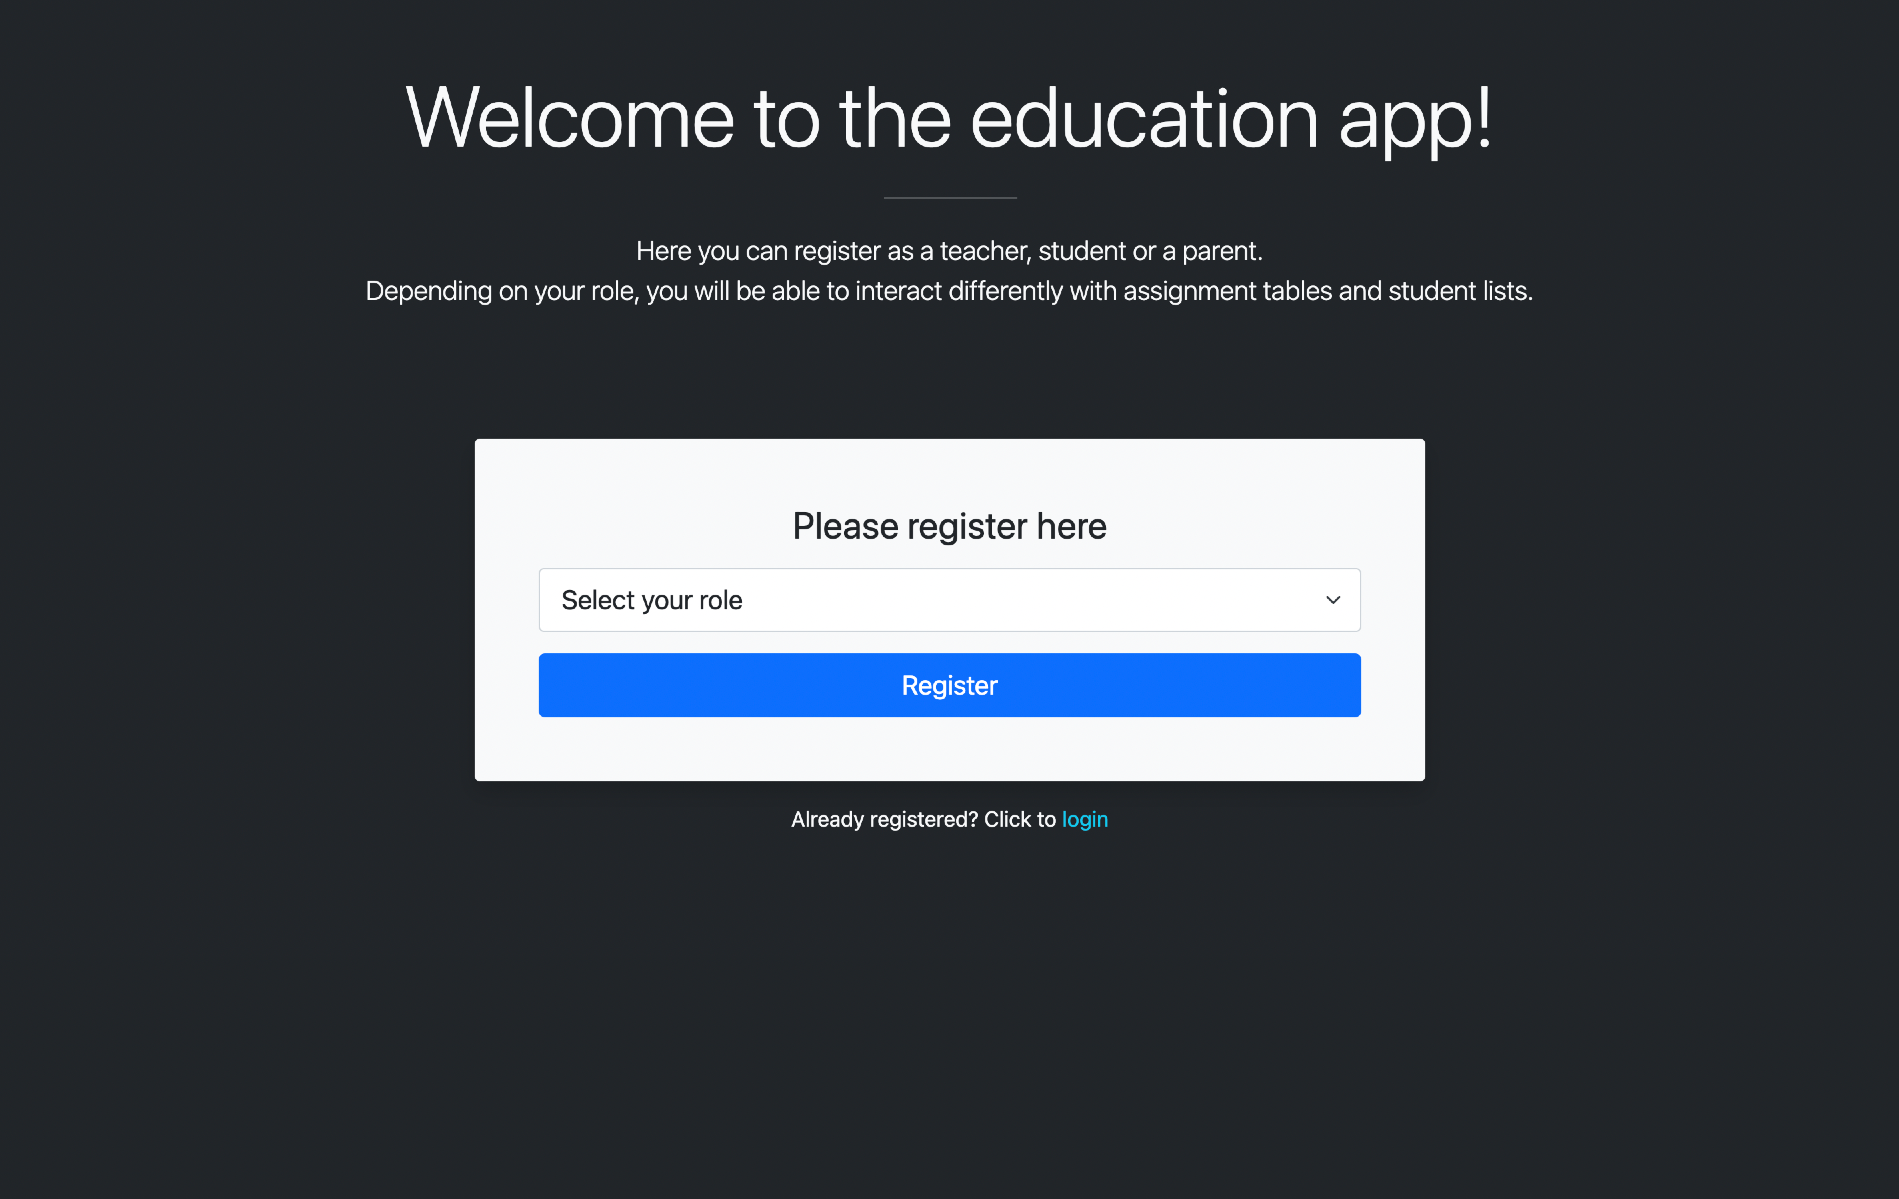 Welcome to the education app!
Here you can register as a teacher, student or a parent.
Depending on your role, you will be able to interact differently with assignment tables and student lists.
Please register here
Select your role
Register
Already registered? Click to login